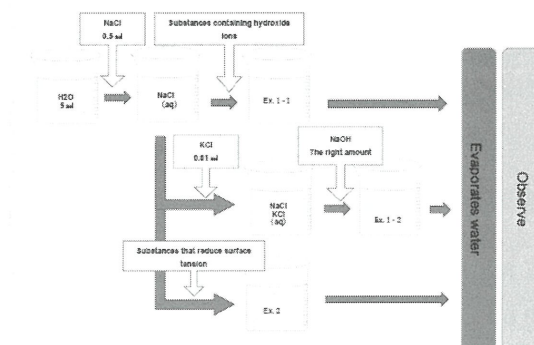 NaCl
0.5 ml
Substances containing hydroxide
ions
H2O
5 ml
NaCl
(aq)
Ex. 1 - 1
KCl
0.01 ml
NaOH
The right amount
NaCl
KCl
(aq)
Ex. 1 - 2
Substances that reduce surface
tension
Ex. 2
Evaporates water
Observe